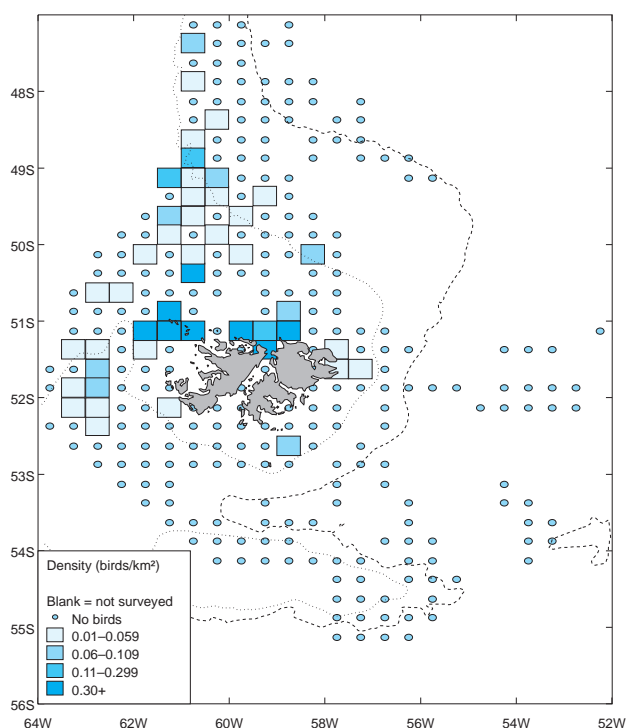 48S
49S
50S
51S
52S
53S
54S
55S
56S
Density (birds/km²)
Blank = not surveyed
No birds
0.01–0.059
0.06–0.109
0.11–0.299
0.30+
64W 62W 60W 58W 56W 54W 52W